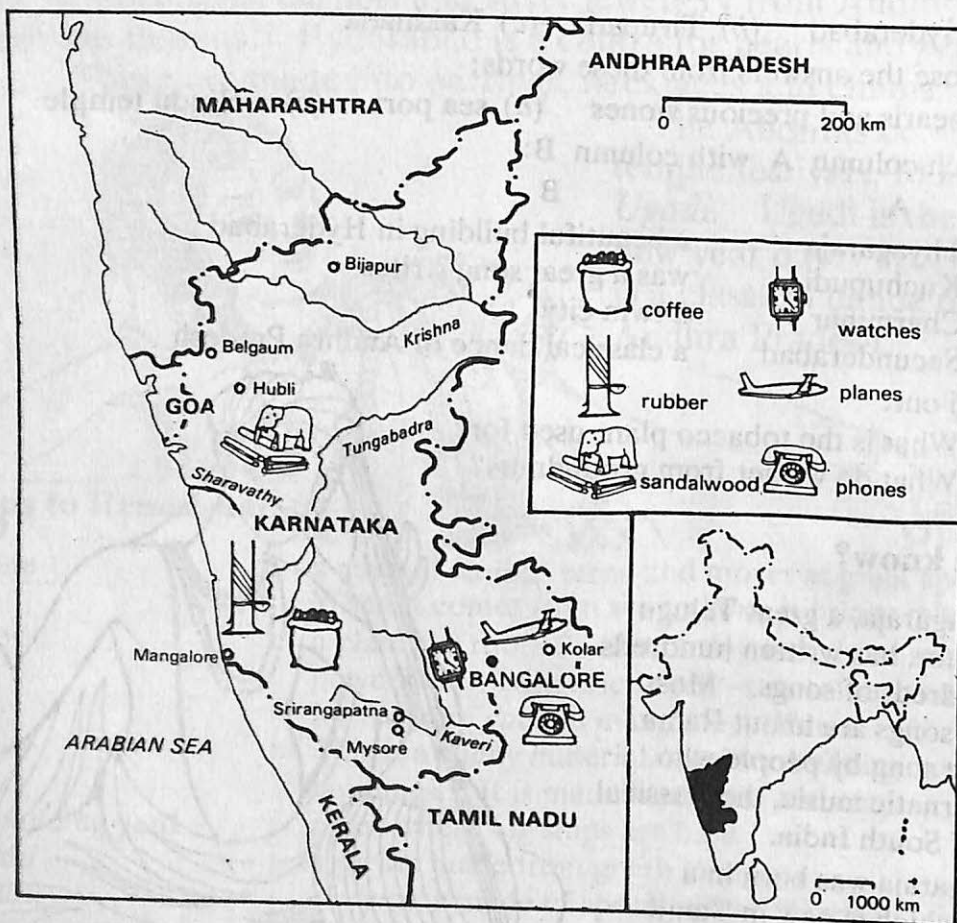 ANDHRA PRADESH
0 200 km
MAHARASHTRA
Bijapur
Krishna
Belgaum
Hubli
GOA
Tungabadra
Sharavathy
KARNATAKA
Mangalore
Kolar
BANGALORE
Srirangapatna
Mysore
Kaveri
ARABIAN SEA
KERALA
TAMIL NADU
coffee
watches
rubber
planes
sandalwood
phones
0 1000 km